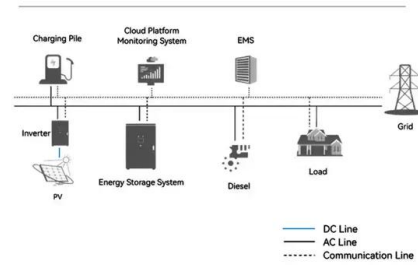 Charging Pile
Cloud Platform
Monitoring System
EMS
Grid
Inverter
PV
Energy Storage System
Diesel
Load
DC Line
AC Line
Communication Line